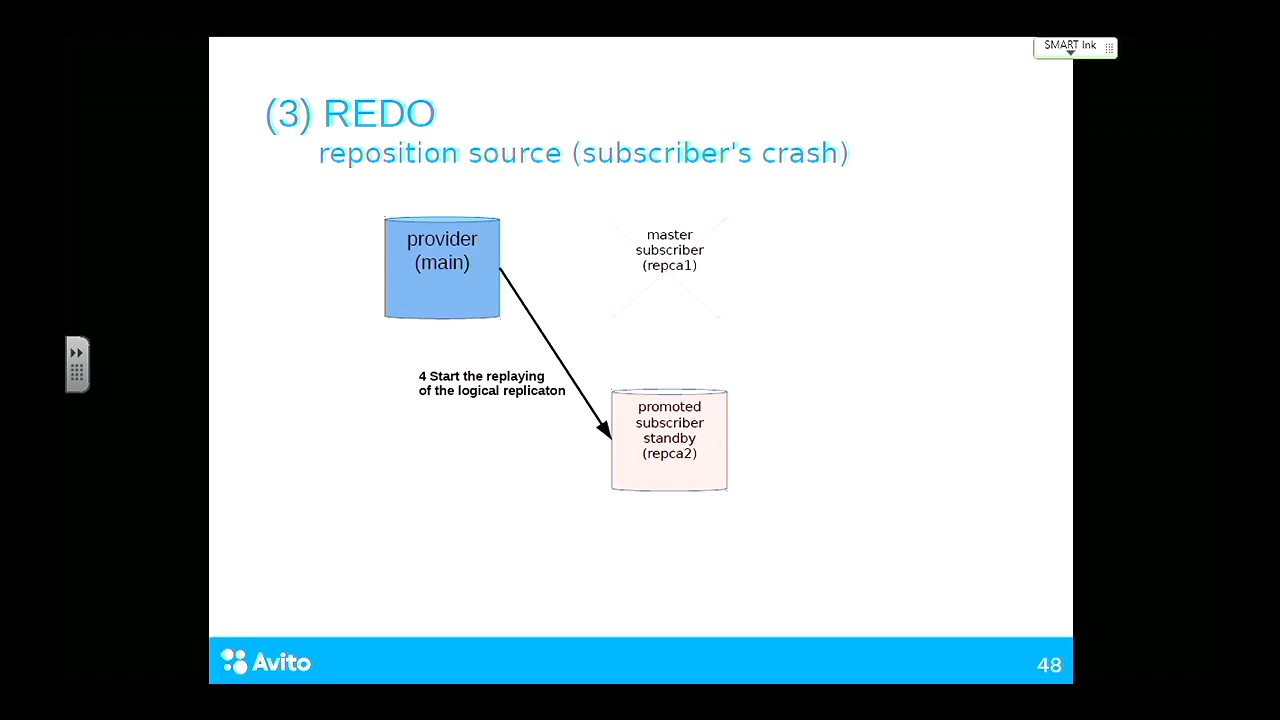 SMART Ink
(3) REDO
reposition source (subscriber's crash)
provider
(main)
master
subscriber
(repca1)
4 Start the replaying
of the logical replicaton
promoted
subscriber
standby
(repca2)
Avito
48